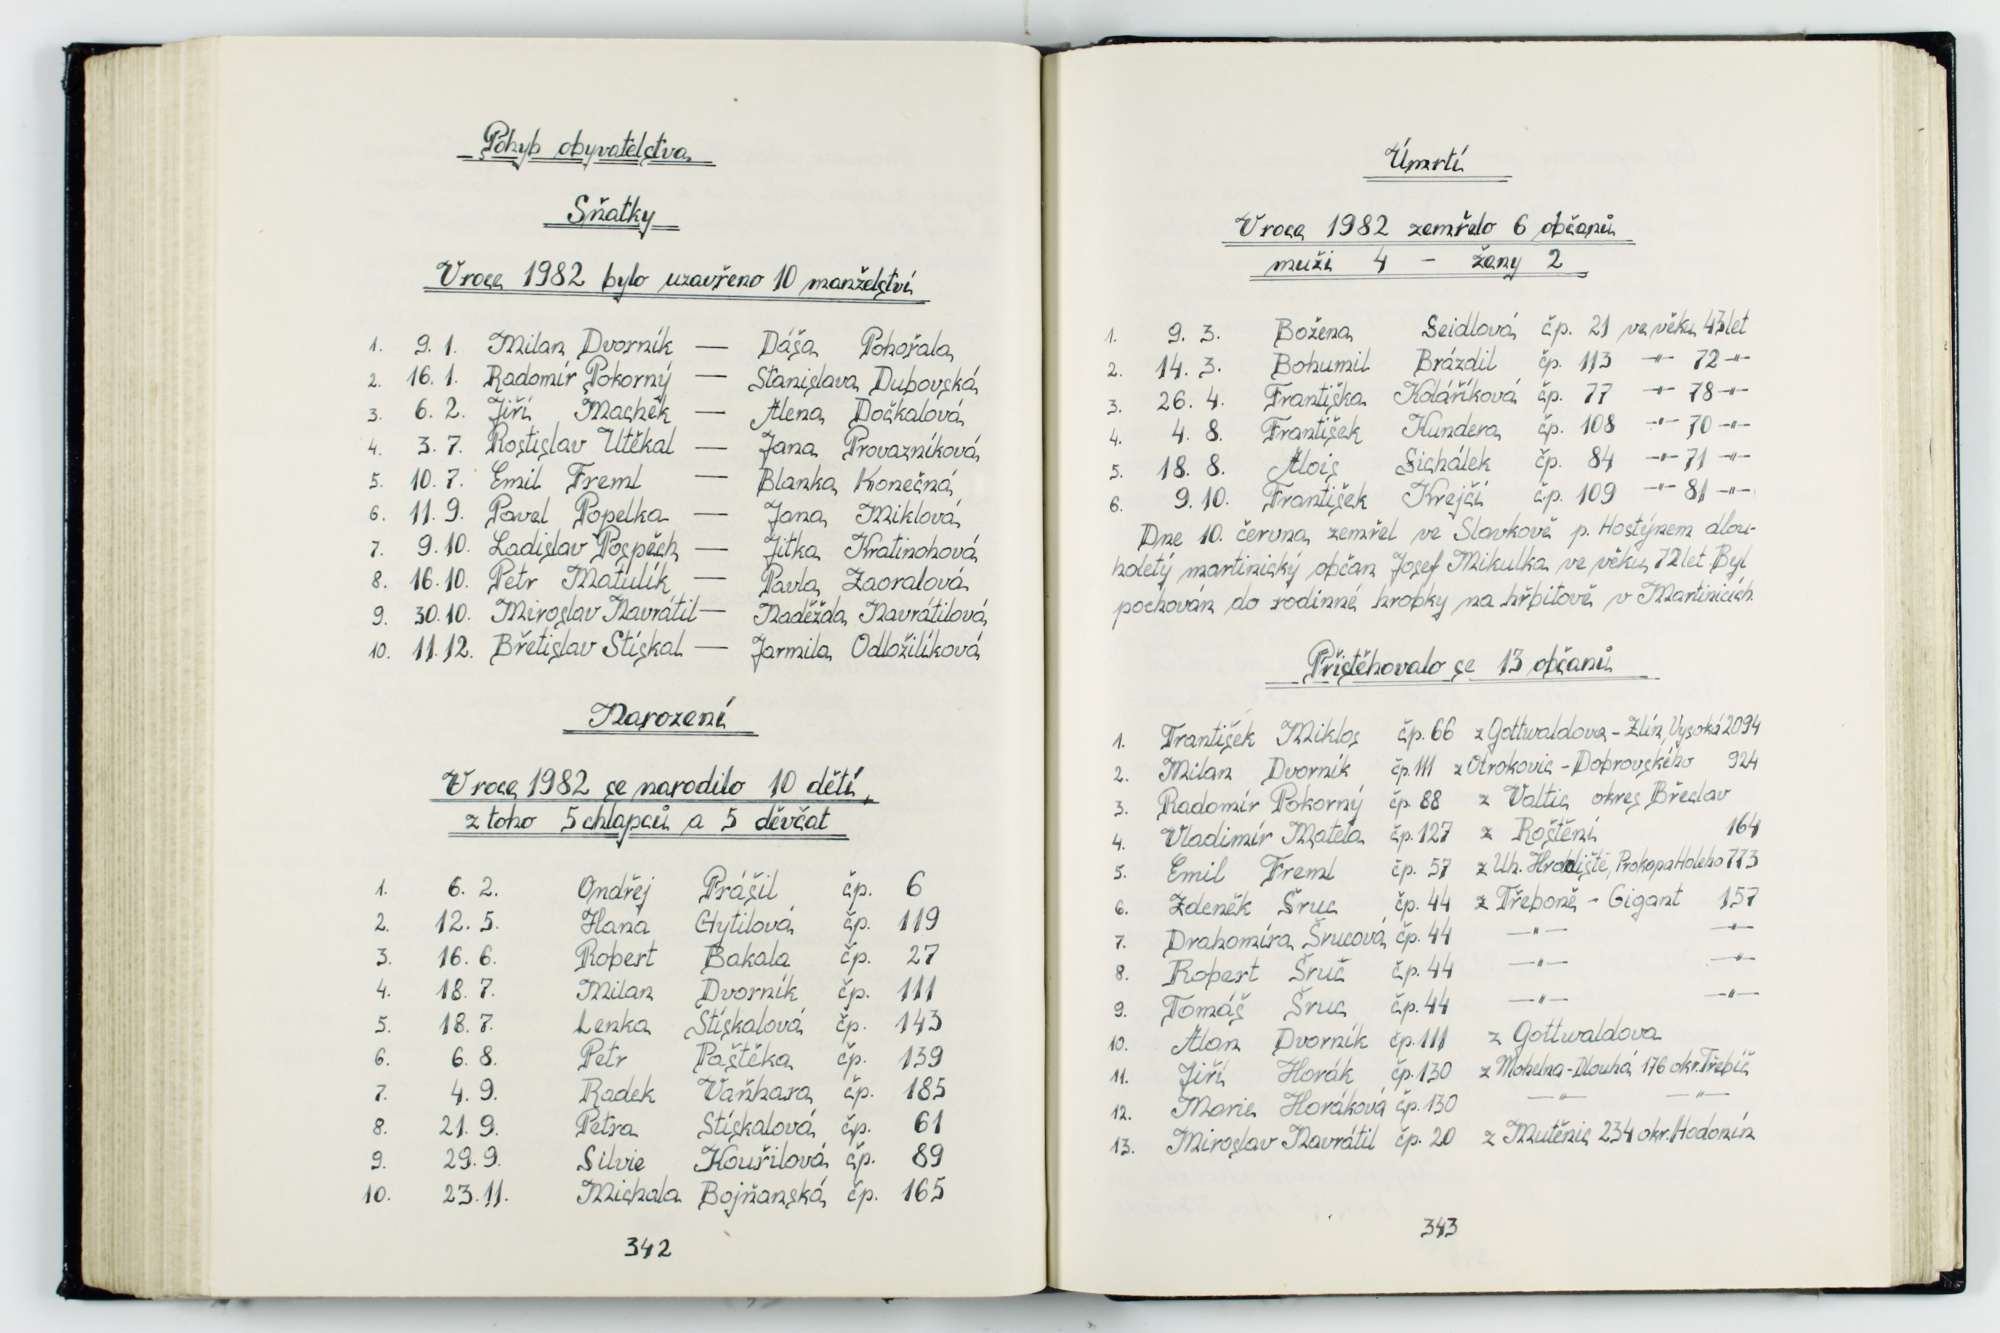 Pohyb obyvatelstva
Sňatky
V roce 1982 bylo uzavřeno 10 manželství
1. 9. 1. Milan Dvorník — Dáša Pohořala
2. 16. 1. Radomír Pokorný — Stanislava Dubovská
3. 6. 2. Jiří Machěk — Alena Dočkalová
4. 3. 7. Rostislav Utěkal — Jana Provazníková
5. 10. 7. Emil Freml — Blanka Konečná
6. 11. 9. Pavel Popelka — Jana Miklová
7. 9. 10. Ladislav Pospěch — Jitka Kratinohová
8. 16. 10. Petr Matulík — Pavla Zaoralová
9. 30. 10. Miroslav Navrátil — Naděžda Navrátilová
10. 11. 12. Břetislav Stískal — Jarmila Odložilíková
Narození
V roce 1982 se narodilo 10 dětí,
z toho 5 chlapců a 5 děvčat
1. 6. 2. Ondřej Prášil čp. 6
2. 12. 5. Hana Chytilová čp. 119
3. 16. 6. Robert Bakala čp. 27
4. 18. 7. Milan Dvorník čp. 111
5. 18. 7. Lenka Stískalová čp. 143
6. 6. 8. Petr Paštěka čp. 139
7. 4. 9. Radek Vaňhara čp. 185
8. 21. 9. Petra Stískalová čp. 61
9. 29. 9. Silvie Kouřilová čp. 89
10. 23. 11. Michala Bojňanská čp. 165
342
Úmrtí
V roce 1982 zemřelo 6 občanů
muži 4 - ženy 2
1. 9. 3. Božena Seidlová čp. 21 ve věku 43 let
2. 14. 3. Bohumil Brázdil čp. 113 —"— 72 —"—
3. 26. 4. Františka Kolaříková čp. 77 —"— 78 —"—
4. 4. 8. František Kundera čp. 108 —"— 70 —"—
5. 18. 8. Alois Sichálek čp. 84 —"— 71 —"—
6. 9. 10. František Krejčí čp. 109 —"— 81 —"—
Dne 10. června zemřel ve Slavkově p. Hostýnem dlou-
holetý martinický občan Josef Mikulka ve věku 72 let. Byl
pochován do rodinné hrobky na hřbitově v Martinicích.
Přistěhovalo se 13 občanů
1. František Miklos čp. 66 z Gottwaldova - Zlín, Vysoká 2094
2. Milan Dvorník čp. 111 z Otrokovic - Dobrovského 924
3. Radomír Pokorný čp. 88 z Valtic okres Břeclav
4. Vladimír Matela čp. 127 z Roštění 164
5. Emil Freml čp. 57 z Uh. Hradiště, Prokopa Holeho 773
6. Zdeněk Šruc čp. 44 z Třeboně - Gigant 157
7. Drahomíra Šrucová čp. 44 —"— —"—
8. Robert Šruc čp. 44 —"— —"—
9. Tomáš Šruc čp. 44 —"— —"—
10. Alan Dvorník čp. 111 z Gottwaldova
11. Jiří Horák čp. 130 z Mohelna - Dlouhá 176 okr. Třebíč
12. Marie Horáková čp. 130 —"— —"—
13. Miroslav Navrátil čp. 20 z Mutěnic 234 okr. Hodonín
343